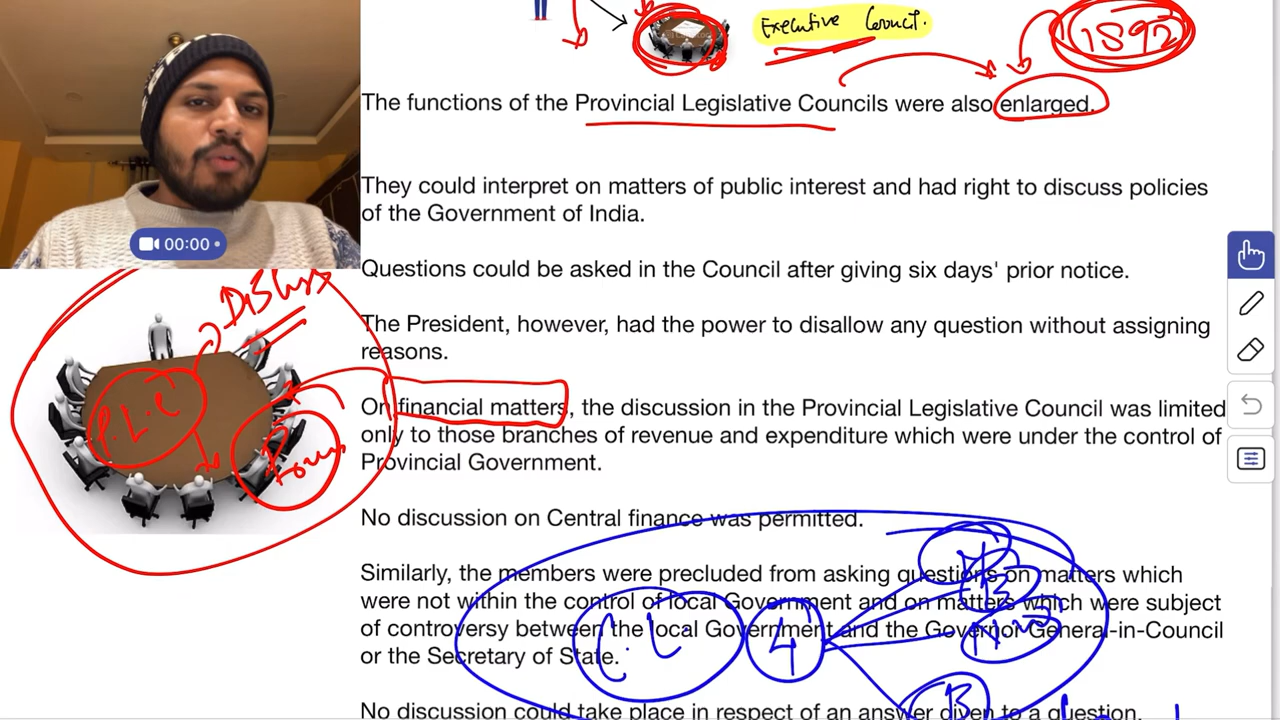 Executive Council.
1892
The functions of the Provincial Legislative Councils were also enlarged.
They could interpret on matters of public interest and had right to discuss policies
of the Government of India.
00:00
Questions could be asked in the Council after giving six days' prior notice.
Discuss
The President, however, had the power to disallow any question without assigning
reasons.
P.L.C
On financial matters, the discussion in the Provincial Legislative Council was limited
only to those branches of revenue and expenditure which were under the control of
Provincial Government.
No discussion on Central finance was permitted.
Similarly, the members were precluded from asking questions on matters which
were not within the control of local Government and on matters which were subject
of controversy between the local Government and the Governor General-in-Council
or the Secretary of State.
4
B
No discussion could take place in respect of an answer given to a question.